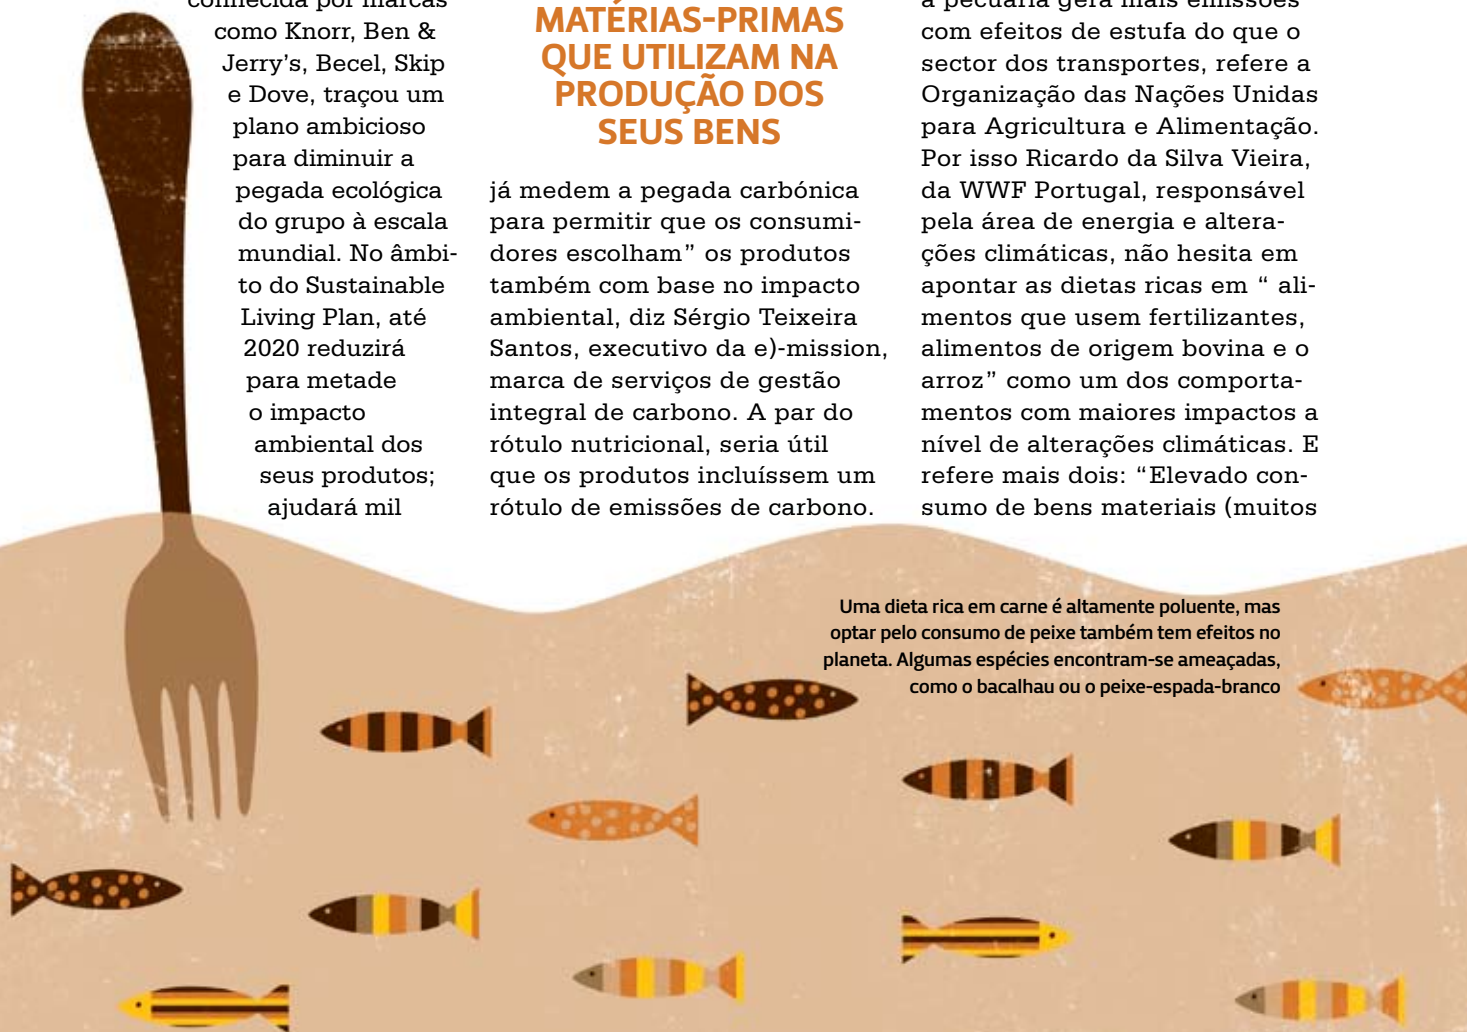 conhecida por marcas
como Knorr, Ben &
Jerry’s, Becel, Skip
e Dove, traçou um
plano ambicioso
para diminuir a
pegada ecológica
do grupo à escala
mundial. No âmbi-
to do Sustainable
Living Plan, até
2020 reduzirá
para metade
o impacto
ambiental dos
seus produtos;
ajudará mil
MATÉRIAS-PRIMAS
QUE UTILIZAM NA
PRODUÇÃO DOS
SEUS BENS
já medem a pegada carbónica
para permitir que os consumi-
dores escolham” os produtos
também com base no impacto
ambiental, diz Sérgio Teixeira
Santos, executivo da e)-mission,
marca de serviços de gestão
integral de carbono. A par do
rótulo nutricional, seria útil
que os produtos incluíssem um
rótulo de emissões de carbono.
a pecuária gera mais emissões
com efeitos de estufa do que o
sector dos transportes, refere a
Organização das Nações Unidas
para Agricultura e Alimentação.
Por isso Ricardo da Silva Vieira,
da WWF Portugal, responsável
pela área de energia e altera-
ções climáticas, não hesita em
apontar as dietas ricas em “ ali-
mentos que usem fertilizantes,
alimentos de origem bovina e o
arroz” como um dos comporta-
mentos com maiores impactos a
nível de alterações climáticas. E
refere mais dois: “Elevado con-
sumo de bens materiais (muitos
Uma dieta rica em carne é altamente poluente, mas
optar pelo consumo de peixe também tem efeitos no
planeta. Algumas espécies encontram-se ameaçadas,
como o bacalhau ou o peixe-espada-branco